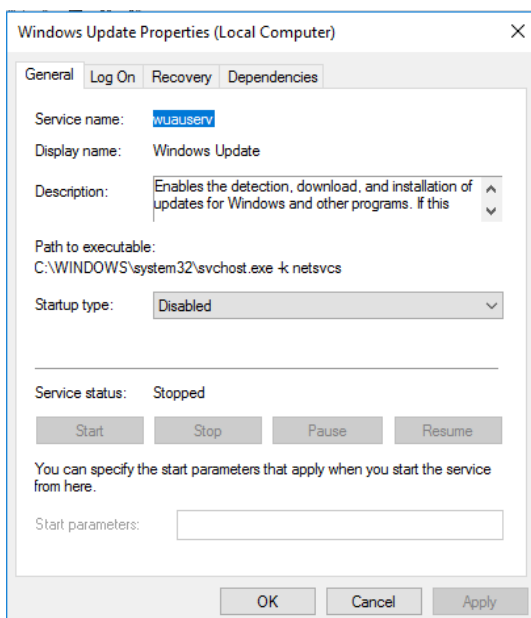 Windows Update Properties (Local Computer)
General Log On Recovery Dependencies
Service name: wuauserv
Display name: Windows Update
Description: Enables the detection, download, and installation of
updates for Windows and other programs. If this
Path to executable:
C:\WINDOWS\system32\svchost.exe -k netsvcs
Startup type: Disabled
Service status: Stopped
Start Stop Pause Resume
You can specify the start parameters that apply when you start the service
from here.
Start parameters:
OK Cancel Apply